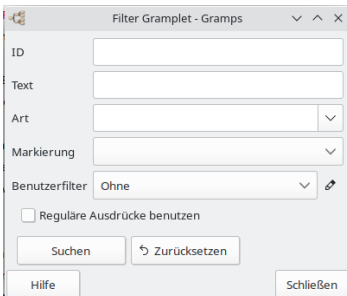 Filter Gramplet - Gramps
ID
Text
Art
Markierung
Benutzerfilter Ohne
Reguläre Ausdrücke benutzen
Suchen Zurücksetzen
Hilfe Schließen